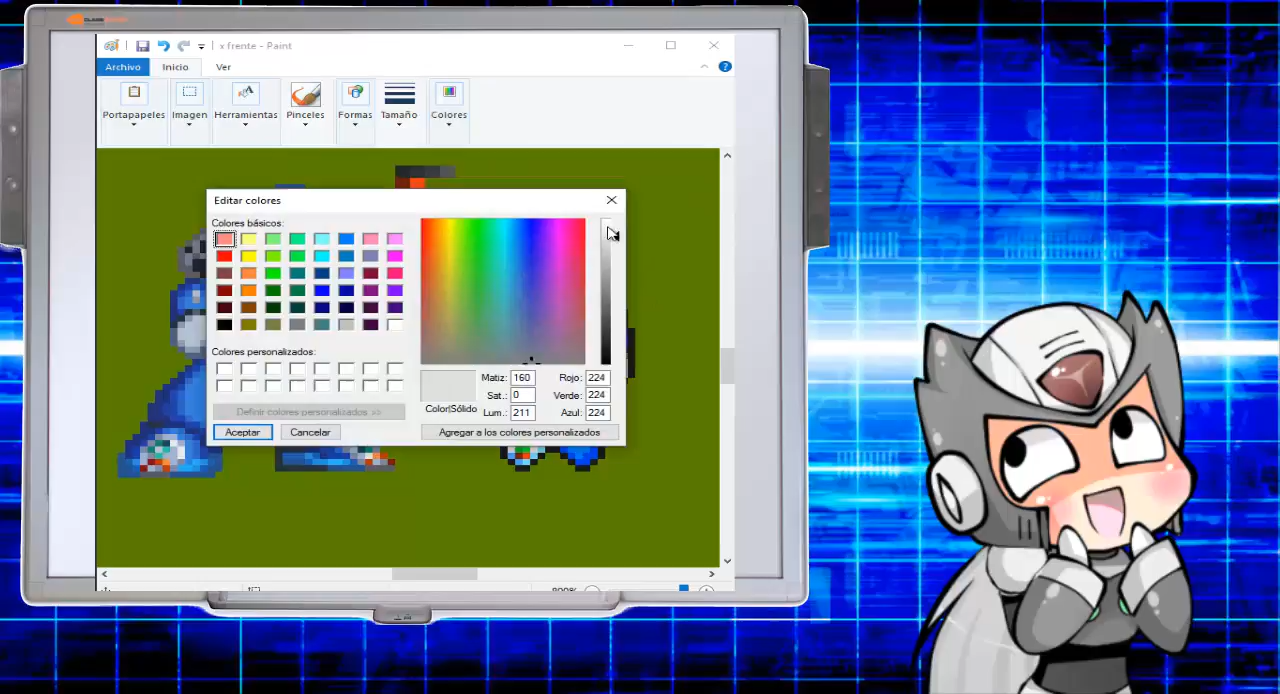 x frente - Paint
Archivo Inicio Ver
Portapapeles Imagen Herramientas Pinceles Formas Tamaño Colores
Editar colores
Colores básicos:
Colores personalizados:
Definir colores personalizados >>
Aceptar Cancelar
Color|Sólido
Matiz: 160 Rojo: 224
Sat.: 0 Verde: 224
Lum.: 211 Azul: 224
Agregar a los colores personalizados
800%